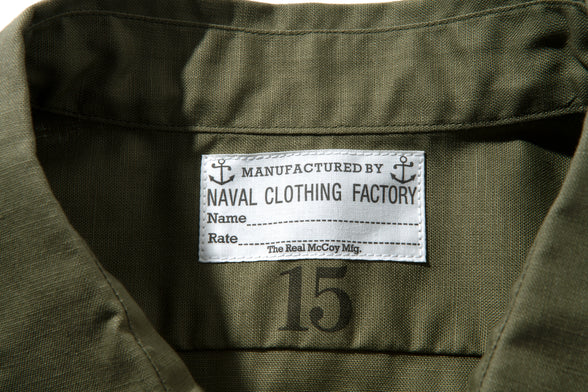 MANUFACTURED BY
NAVAL CLOTHING FACTORY
Name
Rate
The Real McCoy Mfg.
15